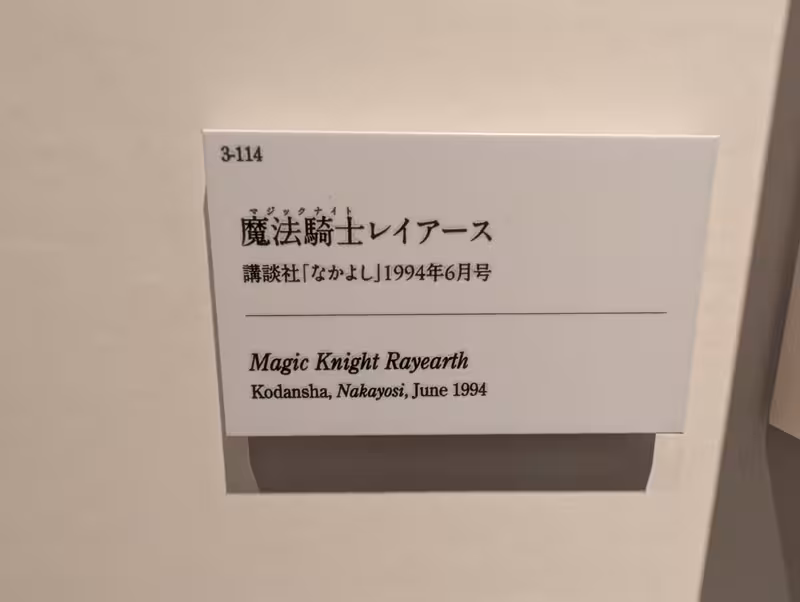 3-114
マジックナイト
魔法騎士レイアース
講談社「なかよし」1994年6月号
Magic Knight Rayearth
Kodansha, Nakayosi, June 1994